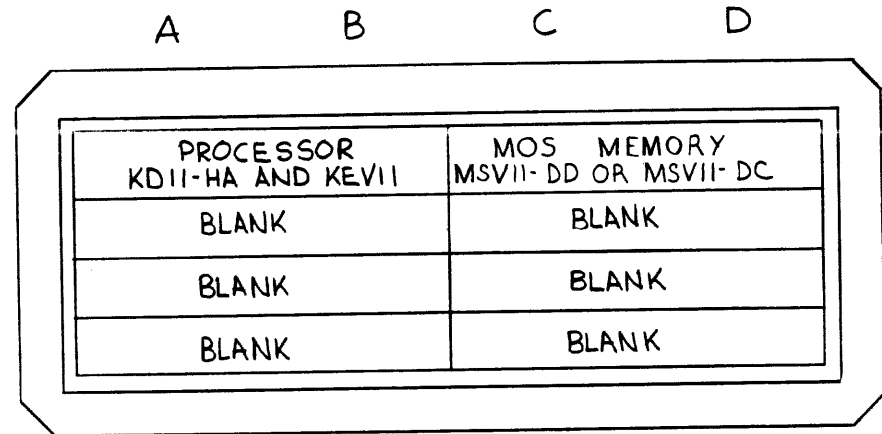 A B C D
PROCESSOR MOS MEMORY
KD11-HA AND KEV11 MSV11-DD OR MSV11-DC
BLANK BLANK
BLANK BLANK
BLANK BLANK